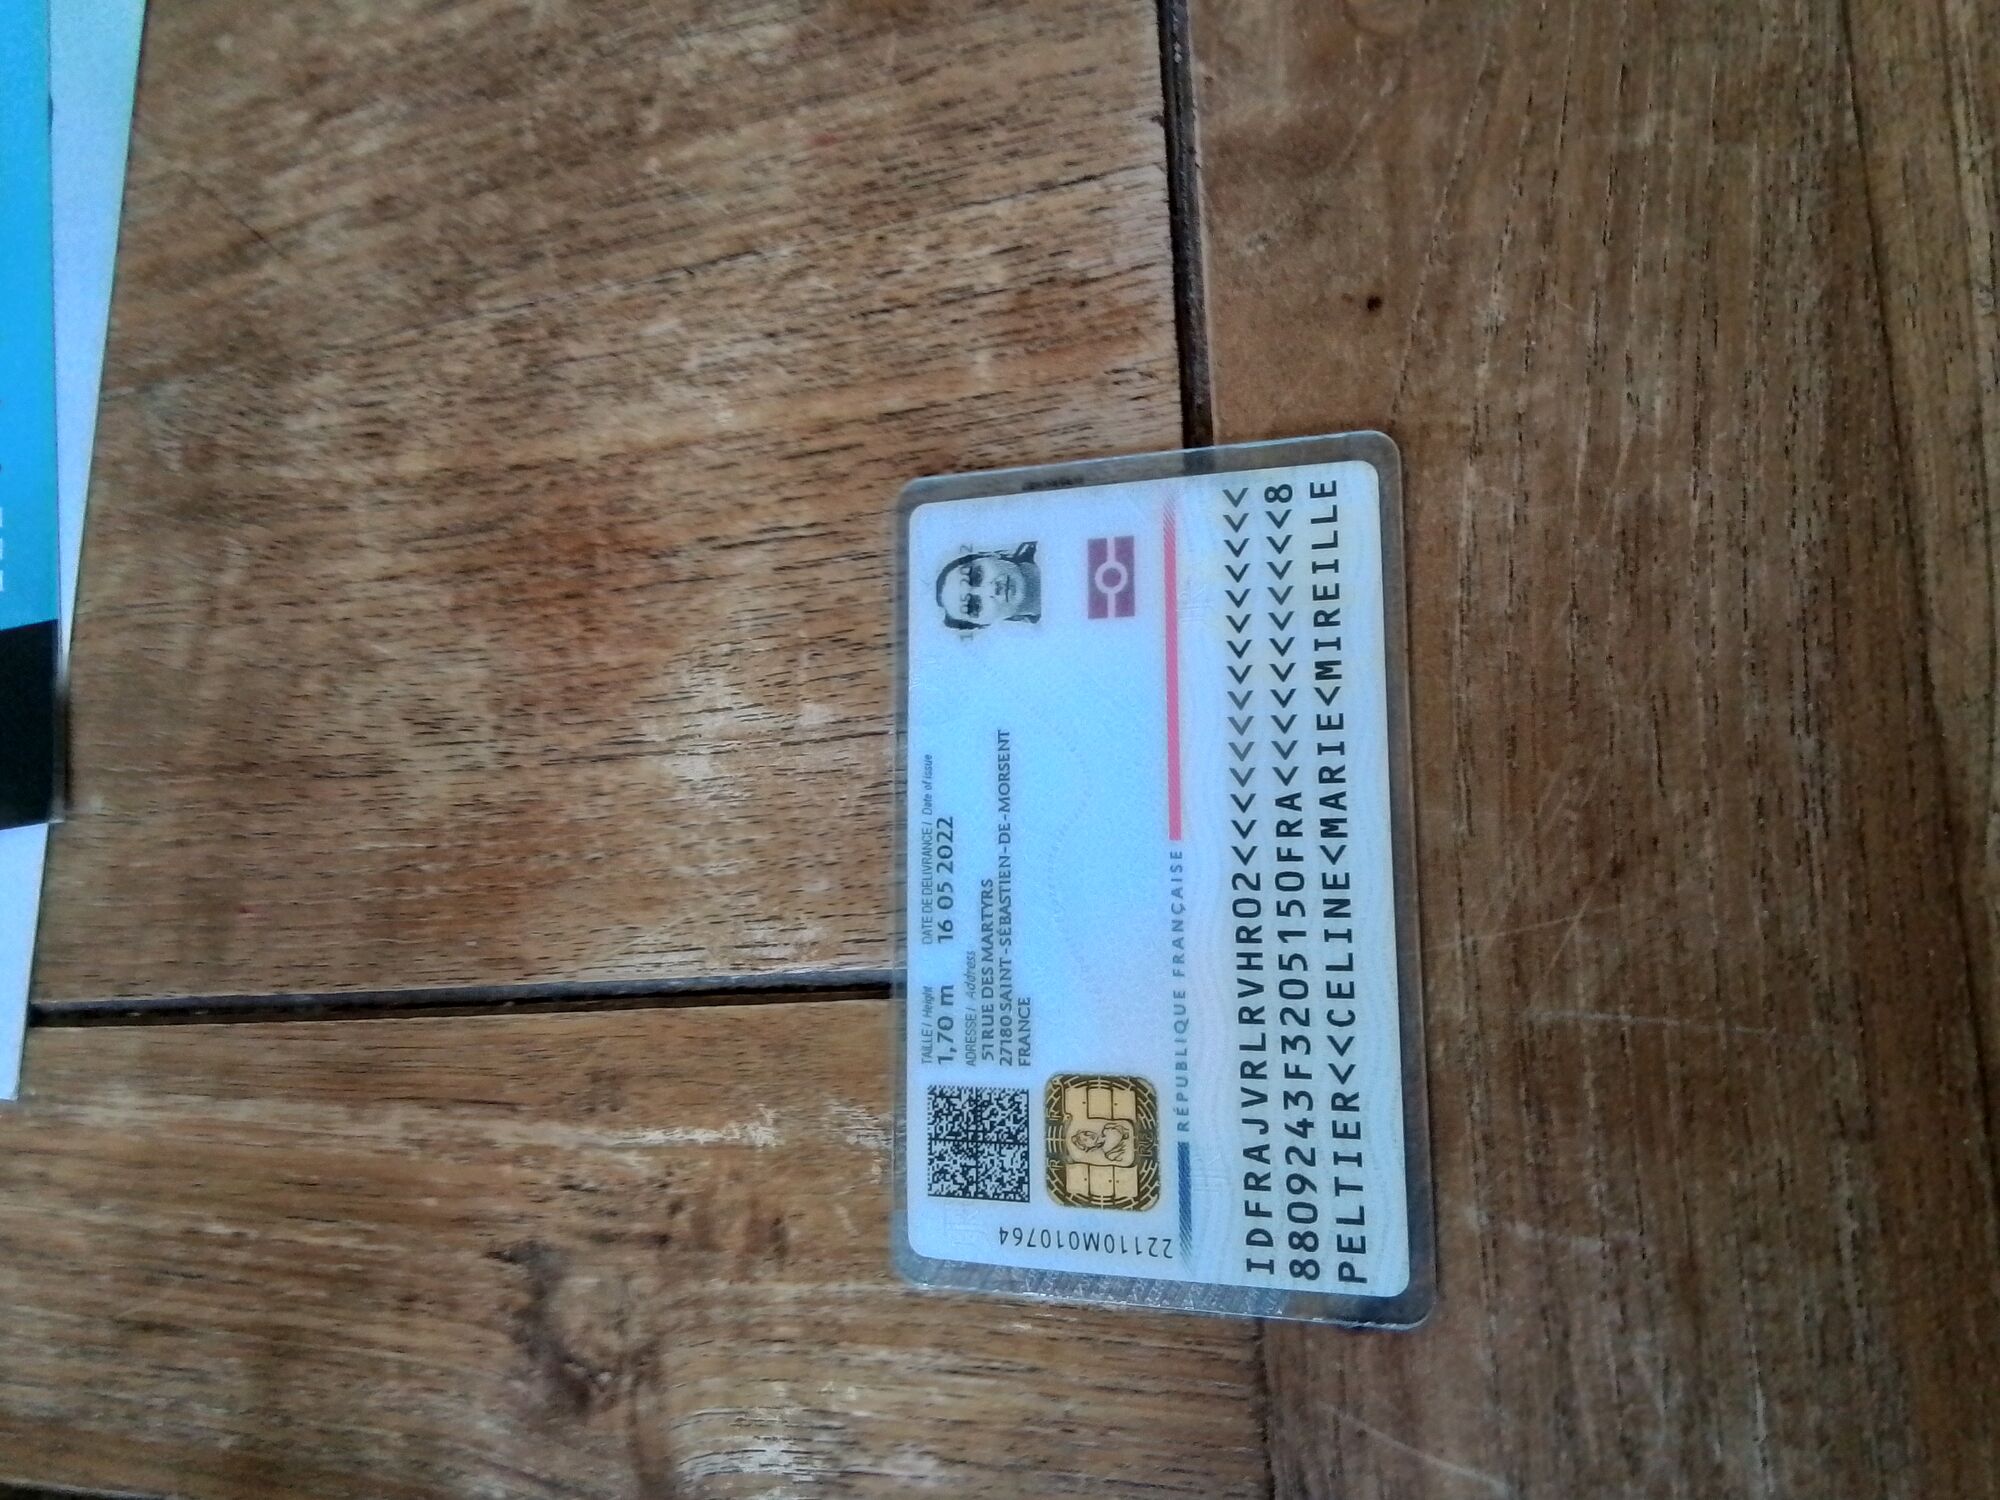 TAILLE / Height DATE DE DÉLIVRANCE / Date of issue
1,70 m 16 05 2022
ADRESSE / Address
51 RUE DES MARTYRS
27180 SAINT-SÉBASTIEN-DE-MORSENT
FRANCE
22110M010764
RÉPUBLIQUE FRANÇAISE
IDFRAJVRLRVHR02<<<<<<<<<<<<<<<
8809243F3205150FRA<<<<<<<<<<<8
PELTIER<<CELINE<MARIE<MIREILLE